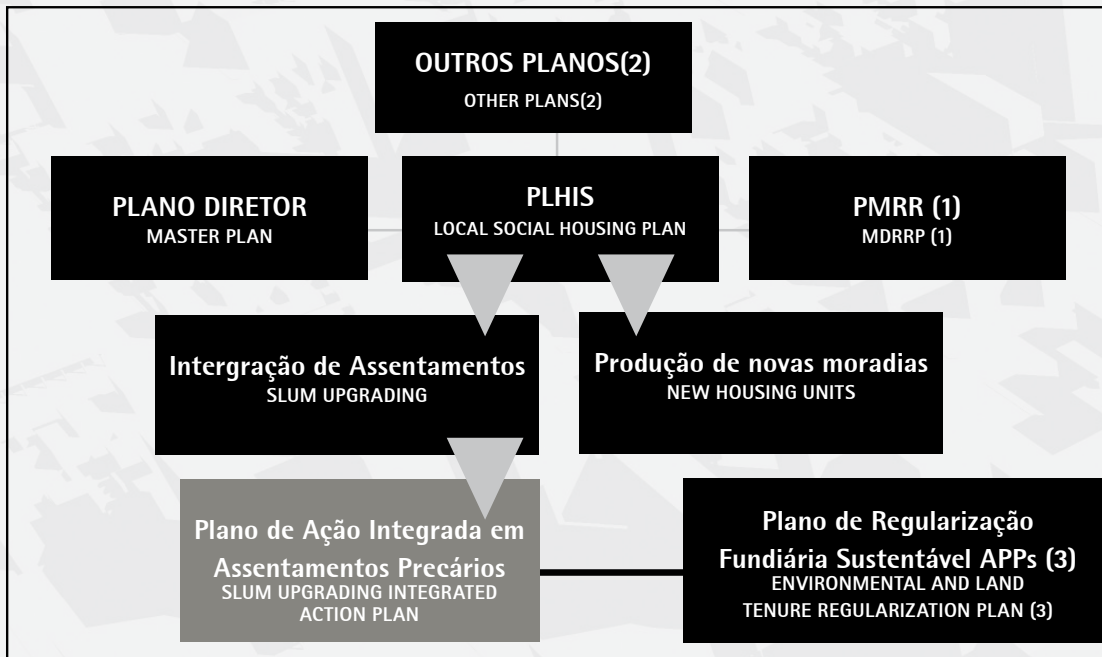 OUTROS PLANOS(2)
OTHER PLANS(2)
PLANO DIRETOR
MASTER PLAN
PLHIS
LOCAL SOCIAL HOUSING PLAN
PMRR (1)
MDRRP (1)
Intergração de Assentamentos
SLUM UPGRADING
Produção de novas moradias
NEW HOUSING UNITS
Plano de Ação Integrada em
Assentamentos Precários
SLUM UPGRADING INTEGRATED
ACTION PLAN
Plano de Regularização
Fundiária Sustentável APPs (3)
ENVIRONMENTAL AND LAND
TENURE REGULARIZATION PLAN (3)